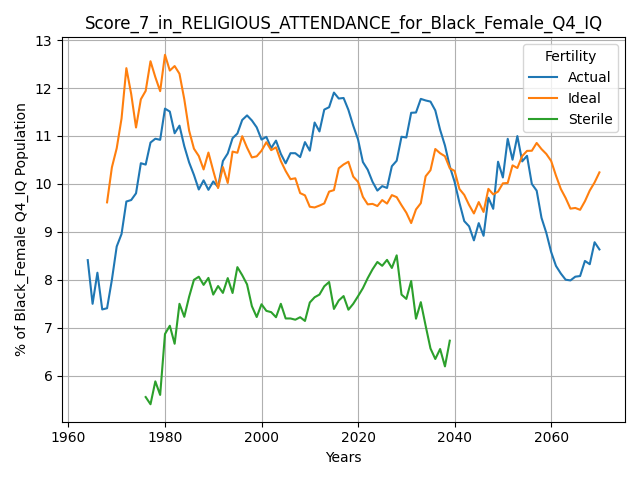 Score_7_in_RELIGIOUS_ATTENDANCE_for_Black_Female_Q4_IQ
% of Black_Female Q4_IQ Population
13
12
11
10
9
8
7
6
Fertility
Actual
Ideal
Sterile
1960
1980
2000
2020
2040
2060
Years